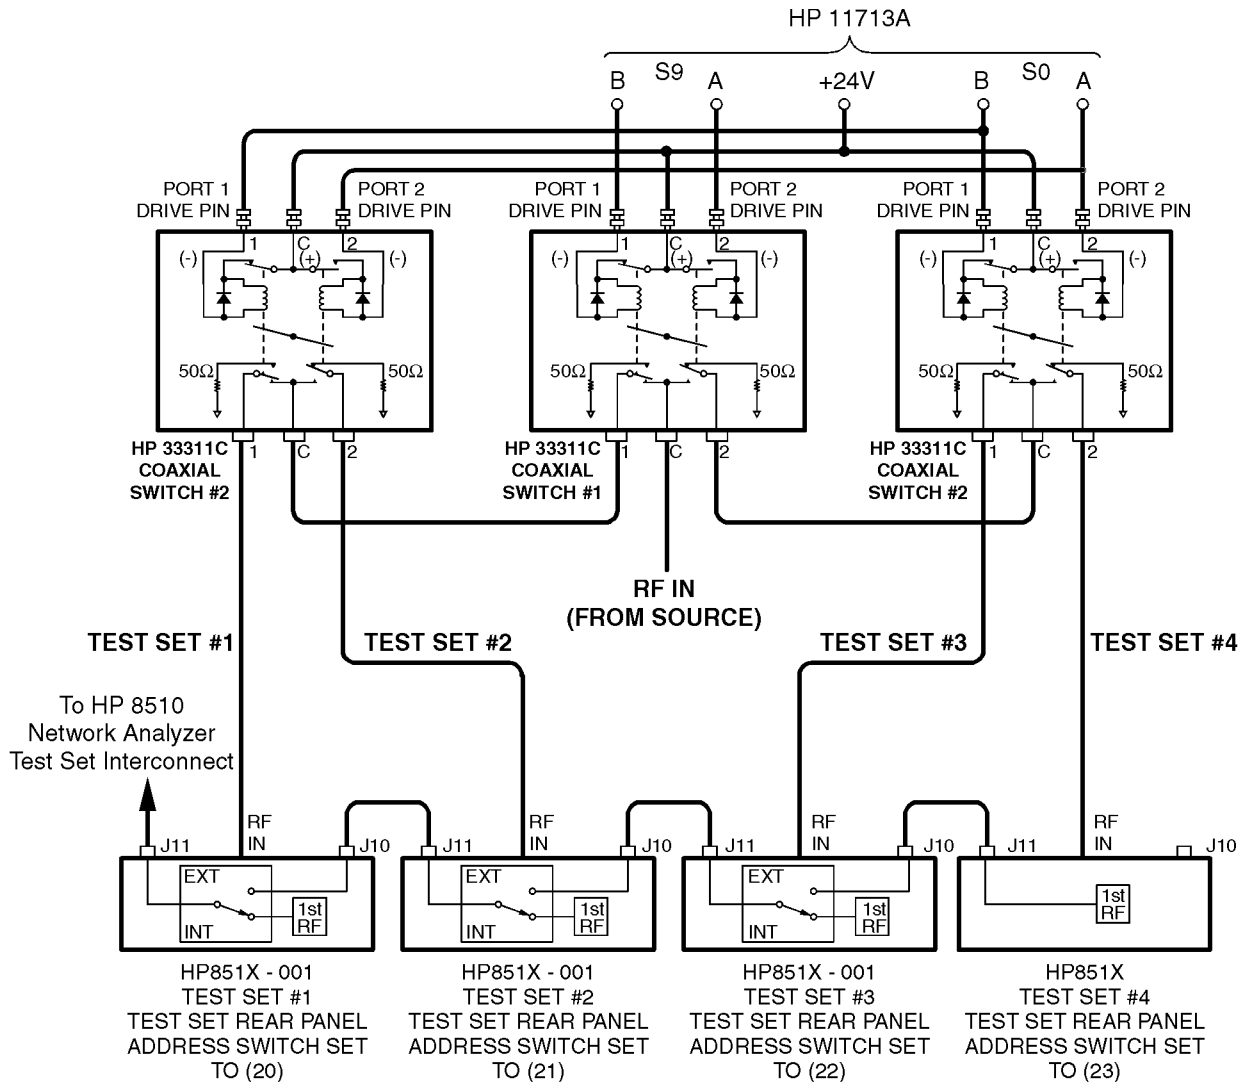 HP 11713A
B S9 A +24V B S0 A
PORT 1
DRIVE PIN
PORT 2
DRIVE PIN
PORT 1
DRIVE PIN
PORT 2
DRIVE PIN
PORT 1
DRIVE PIN
PORT 2
DRIVE PIN
1 C 2
(-) (+) (-)
50Ω 50Ω
1 C 2
(-) (+) (-)
50Ω 50Ω
1 C 2
(-) (+) (-)
50Ω 50Ω
HP 33311C
COAXIAL
SWITCH #2
1 C 2
HP 33311C
COAXIAL
SWITCH #1
1 C 2
HP 33311C
COAXIAL
SWITCH #2
1 C 2
RF IN
(FROM SOURCE)
TEST SET #1
TEST SET #2
TEST SET #3
TEST SET #4
To HP 8510
Network Analyzer
Test Set Interconnect
J11
RF
IN
J10
J11
RF
IN
J10
J11
RF
IN
J10
J11
RF
IN
J10
EXT
INT
1st
RF
EXT
INT
1st
RF
EXT
INT
1st
RF
1st
RF
HP851X - 001
TEST SET #1
TEST SET REAR PANEL
ADDRESS SWITCH SET
TO (20)
HP851X - 001
TEST SET #2
TEST SET REAR PANEL
ADDRESS SWITCH SET
TO (21)
HP851X - 001
TEST SET #3
TEST SET REAR PANEL
ADDRESS SWITCH SET
TO (22)
HP851X
TEST SET #4
TEST SET REAR PANEL
ADDRESS SWITCH SET
TO (23)